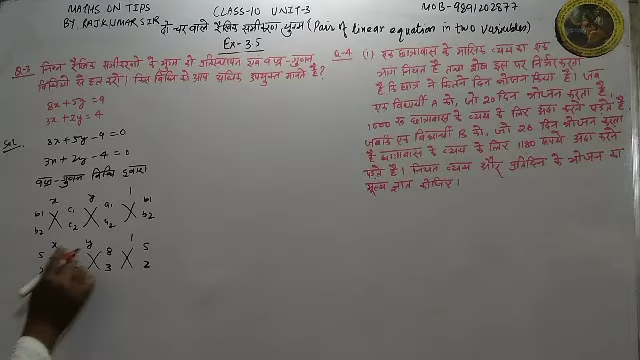 MATHS ON TIPS
BY. RAJKUMAR SIR
CLASS-10 UNIT-3
MOB-9891202877
दो चर वाले रैखिक समीकरण युग्म (Pair of linear equation in two variables)
Ex-3.5
Q-3 निम्न रैखिक समीकरणों के युग्म को प्रतिस्थापन एवं वज्र-गुणन
विधियों से हल करो। किस विधि को आप अधिक उपयुक्त मानते है?
8x + 5y = 9
3x + 2y = 4
Sol.
8x + 5y - 9 = 0
3x + 2y - 4 = 0
वज्र-गुणन विधि द्वारा
x y 1
b1 c1 a1 b1
b2 c2 a2 b2
x y 1
5 8 5
3 2
Q-4 (i) एक छात्रावास के मासिक व्यय का एक
भाग नियत है तथा शेष इस पर निर्भर करता
है कि छात्र ने कितने दिन भोजन किया है। जब
एक विद्यार्थी A को, जो 20 दिन भोजन करता है,
1000 रु छात्रावास के व्यय के लिए अदा करने पड़ते है
जबकि एक विद्यार्थी B को, जो 26 दिन भोजन करता
है छात्रावास के व्यय के लिए 1180 रुपये अदा करने
पड़ते है। नियत व्यय और प्रतिदिन के भोजन का
मूल्य ज्ञात कीजिए।